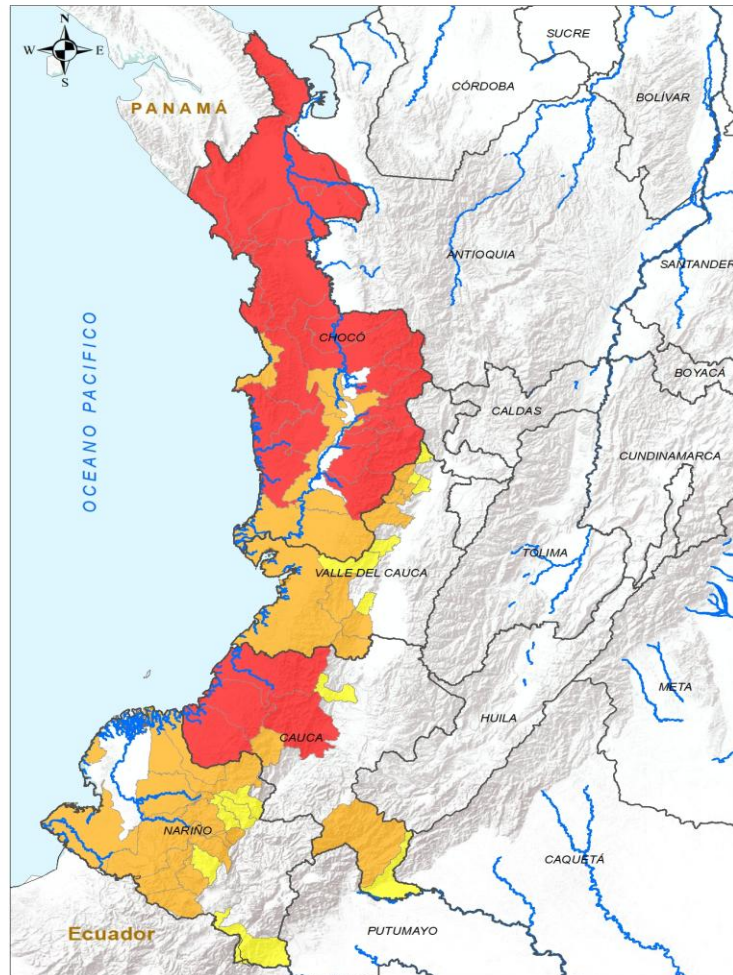 N
W E
S
PANAMÁ
SUCRE
CÓRDOBA
BOLÍVAR
ANTIOQUIA
SANTANDER
OCEANO PACIFICO
CHOCÓ
BOYACÁ
CALDAS
CUNDINAMARCA
TOLIMA
VALLE DEL CAUCA
META
HUILA
CAUCA
NARIÑO
CAQUETÁ
Ecuador
PUTUMAYO